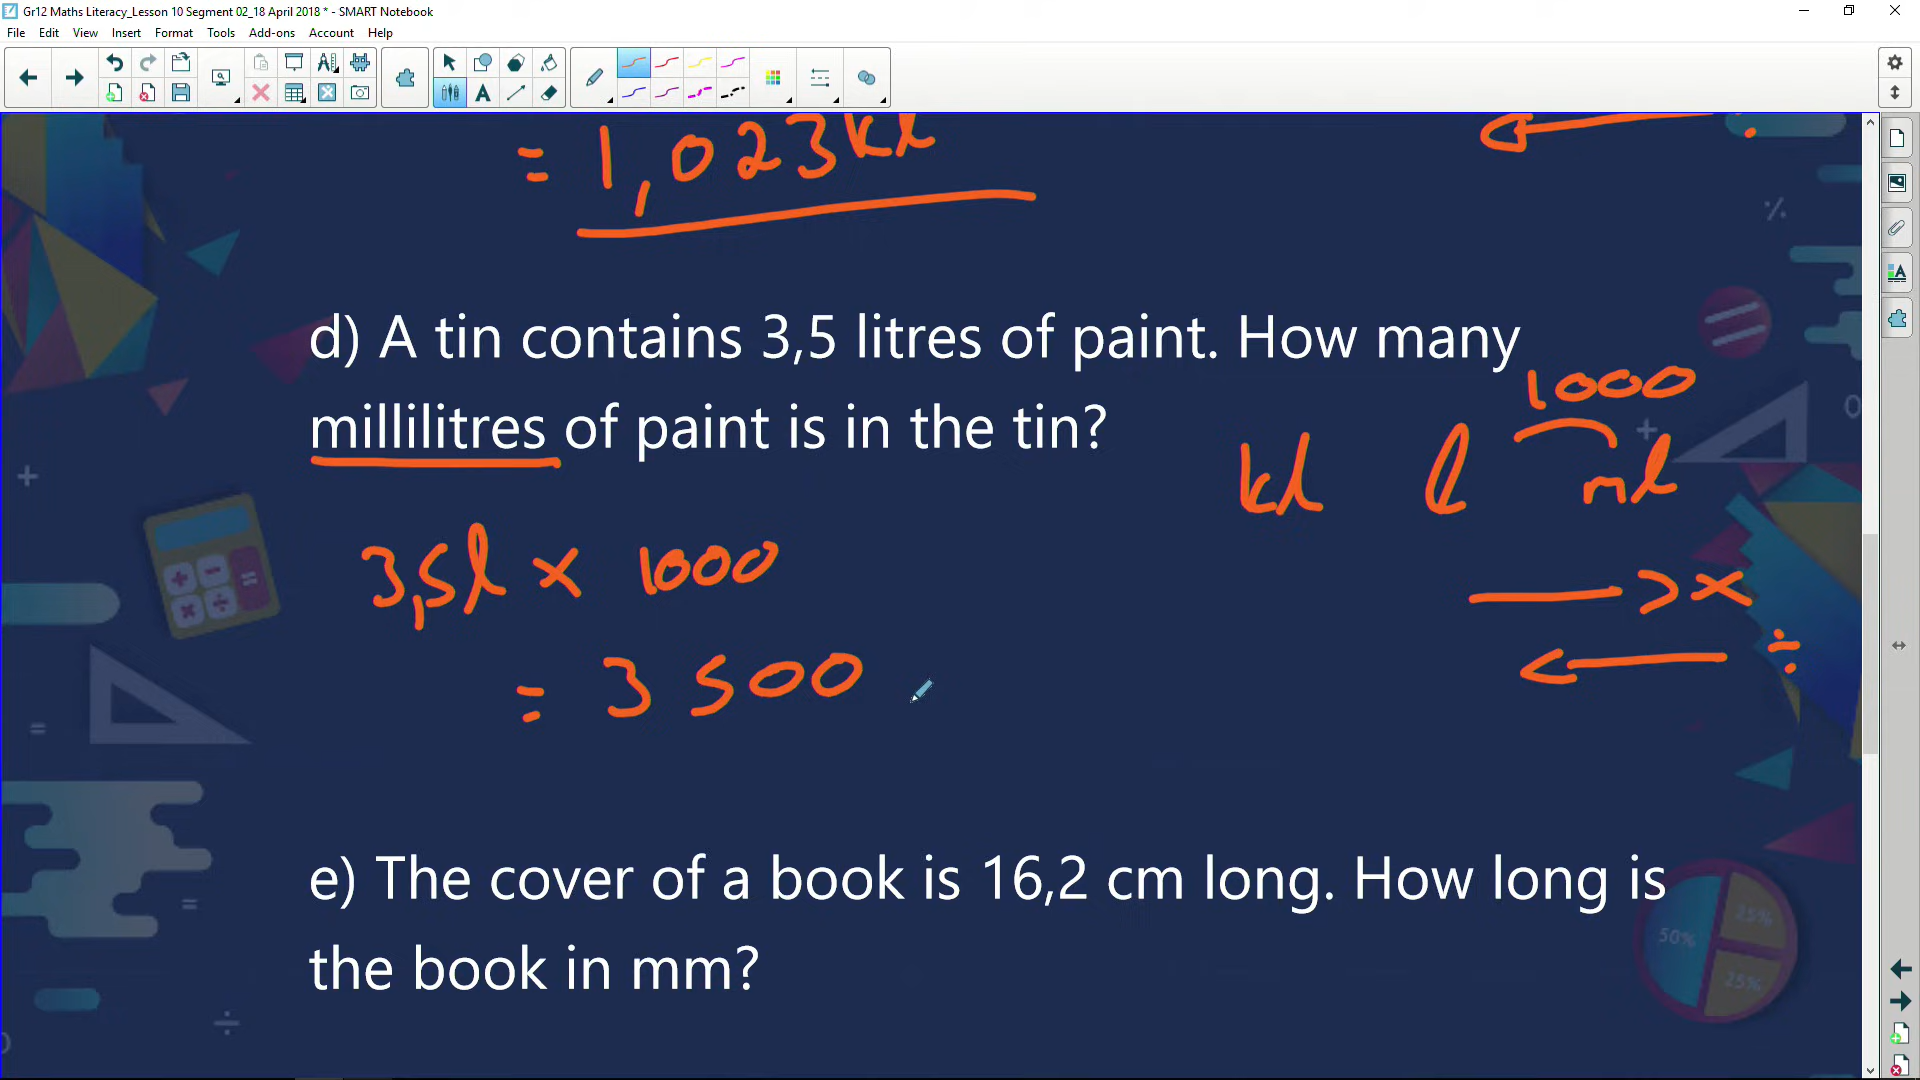 Gr12 Maths Literacy_Lesson 10 Segment 02_18 April 2018 * - SMART Notebook
File Edit View Insert Format Tools Add-ons Account Help
= 1,023kl
d) A tin contains 3,5 litres of paint. How many
millilitres of paint is in the tin?
1000
kl l ml
3,5l x 1000
x
= 3 500
÷
e) The cover of a book is 16,2 cm long. How long is
the book in mm?
50%
25%
25%